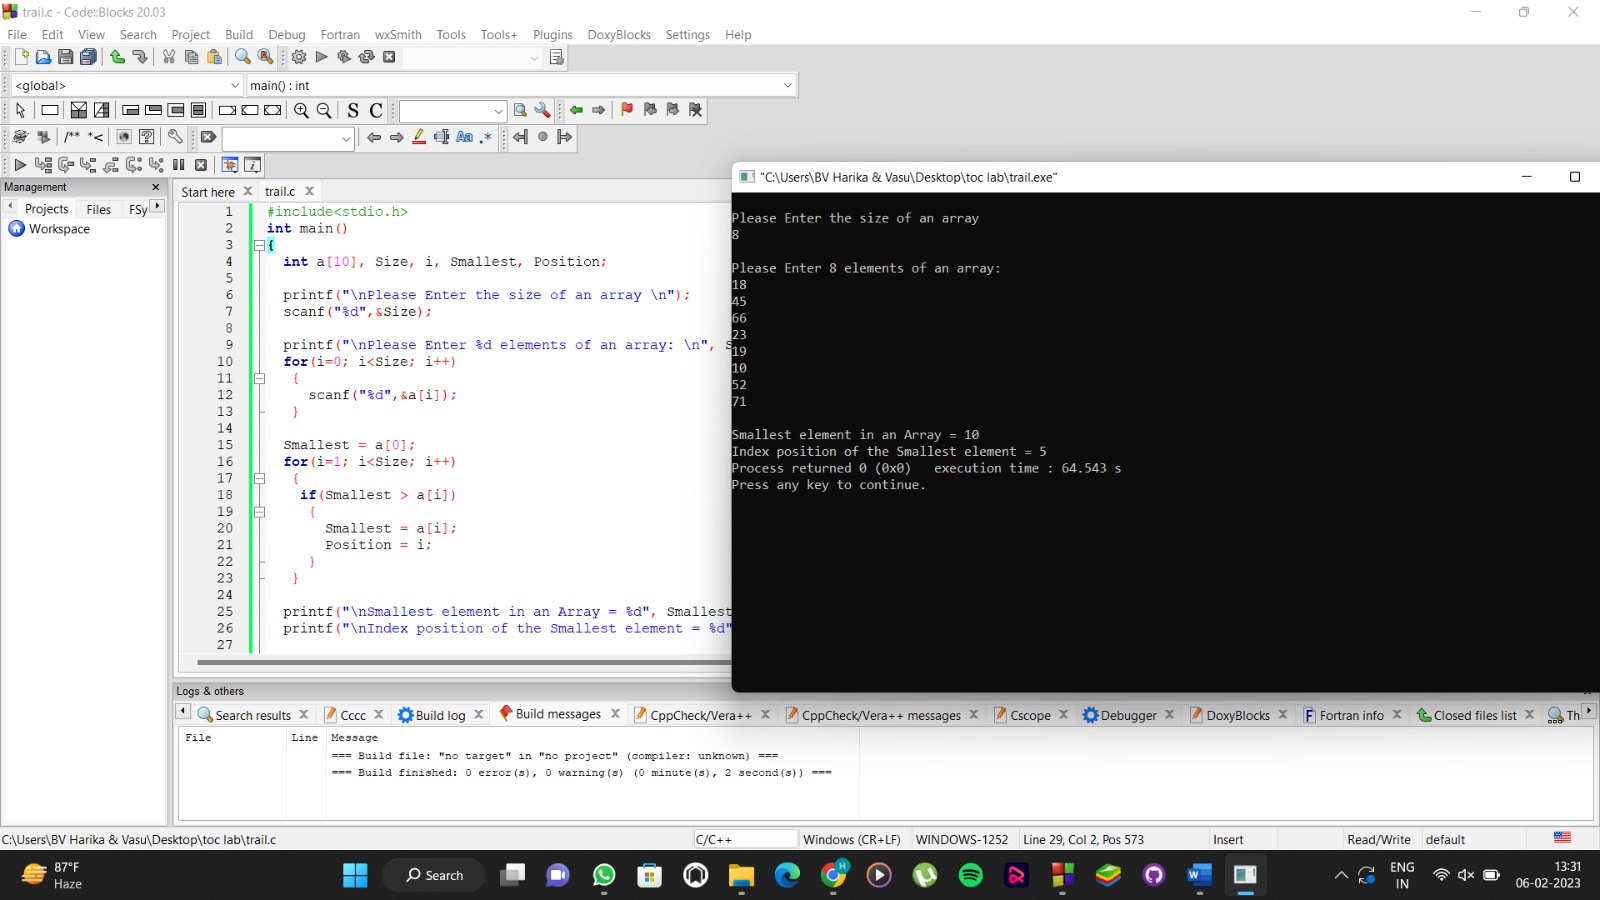 trail.c - Code::Blocks 20.03
File Edit View Search Project Build Debug Fortran wxSmith Tools Tools+ Plugins DoxyBlocks Settings Help
<global> main() : int
S C
/** *<
Aa .*
Management
Projects Files FSy
Workspace
Start here trail.c
1 #include<stdio.h>
2 int main()
3 {
4 int a[10], Size, i, Smallest, Position;
5
6 printf("\nPlease Enter the size of an array \n");
7 scanf("%d",&Size);
8
9 printf("\nPlease Enter %d elements of an array: \n", S
10 for(i=0; i<Size; i++)
11 {
12 scanf("%d",&a[i]);
13 }
14
15 Smallest = a[0];
16 for(i=1; i<Size; i++)
17 {
18 if(Smallest > a[i])
19 {
20 Smallest = a[i];
21 Position = i;
22 }
23 }
24
25 printf("\nSmallest element in an Array = %d", Smallest
26 printf("\nIndex position of the Smallest element = %d"
27
"C:\Users\BV Harika & Vasu\Desktop\toc lab\trail.exe"
Please Enter the size of an array
8
Please Enter 8 elements of an array:
18
45
66
23
19
10
52
71
Smallest element in an Array = 10
Index position of the Smallest element = 5
Process returned 0 (0x0) execution time : 64.543 s
Press any key to continue.
Logs & others
Search results Cccc Build log Build messages CppCheck/Vera++ CppCheck/Vera++ messages Cscope Debugger DoxyBlocks Fortran info Closed files list Th
File Line Message
=== Build file: "no target" in "no project" (compiler: unknown) ===
=== Build finished: 0 error(s), 0 warning(s) (0 minute(s), 2 second(s)) ===
C:\Users\BV Harika & Vasu\Desktop\toc lab\trail.c C/C++ Windows (CR+LF) WINDOWS-1252 Line 29, Col 2, Pos 573 Insert Read/Write default
87°F
Haze
Search
ENG
IN
13:31
06-02-2023